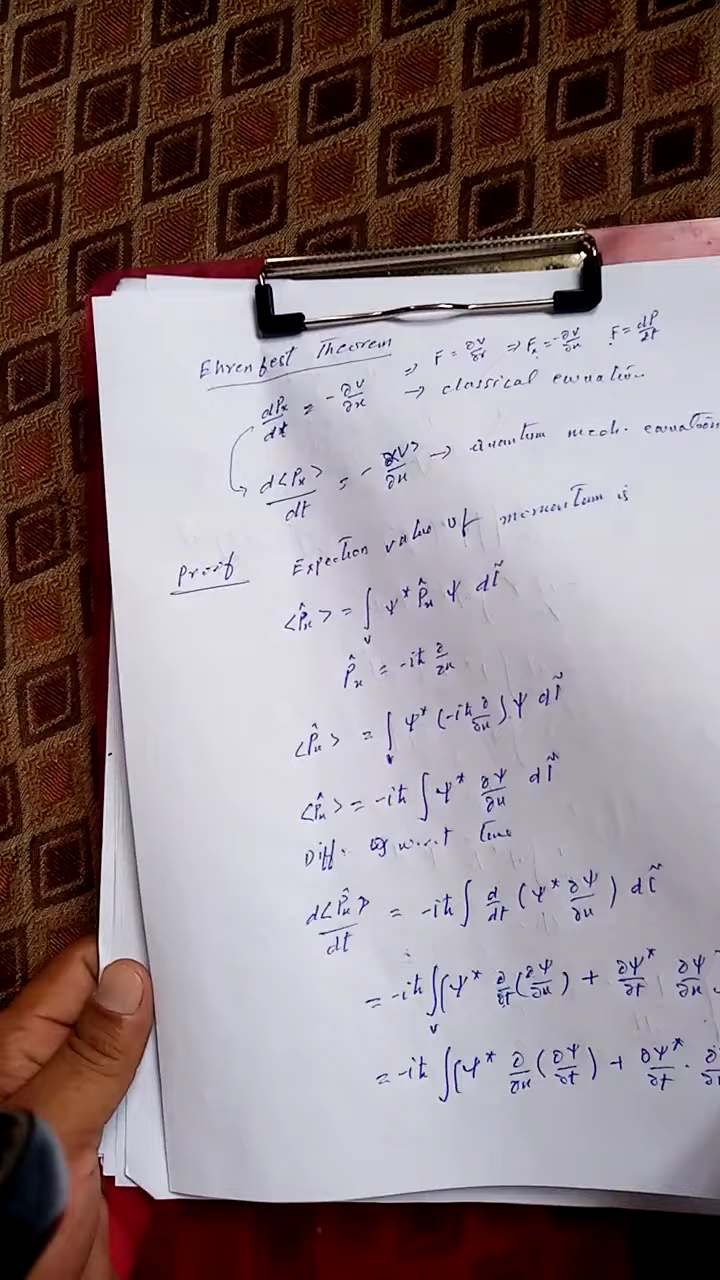 Ehrenfest Theorem ⇒ F = ∂V/∂r ⇒ Fx = -∂V/∂x F = dP/dt
dPx/dt = -∂V/∂x → classical equation
d<Px>/dt = -∂<V>/∂x → Quantum mech. equation
Proof Expection value of momentum is
<P̂x> = ∫v ψ* P̂x ψ dτ
P̂x = -iħ ∂/∂x
<P̂x> = ∫v ψ* (-iħ ∂/∂x) ψ dτ
<P̂x> = -iħ ∫ ψ* ∂ψ/∂x dτ
Diff. w.r.t time
d<P̂x>/dt = -iħ ∫ d/dt (ψ* ∂ψ/∂x) dτ
= -iħ ∫v [ψ* ∂/∂t (∂ψ/∂x) + ∂ψ*/∂t ∂ψ/∂x
= -iħ ∫ [ψ* ∂/∂x (∂ψ/∂t) + ∂ψ*/∂t ·